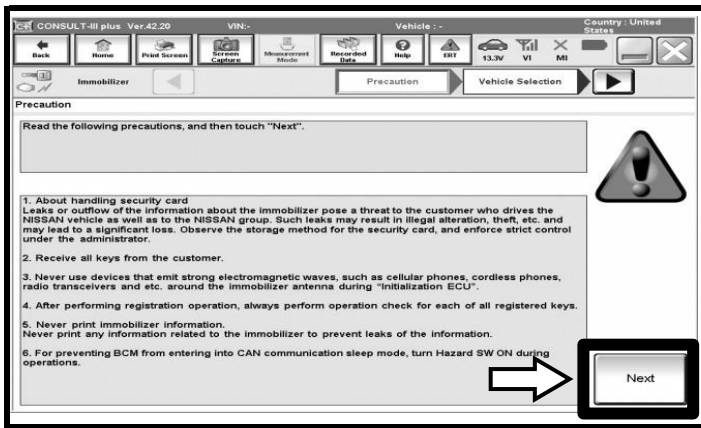 CONSULT-III plus Ver.42.20 VIN:- Vehicle : - Country : United States
Back Home Print Screen Screen Capture Measurement Mode Recorded Data Help ERT 13.3V VI MI
Immobilizer Precaution Vehicle Selection
Precaution
Read the following precautions, and then touch "Next".
1. About handling security card
Leaks or outflow of the information about the immobilizer pose a threat to the customer who drives the
NISSAN vehicle as well as to the NISSAN group. Such leaks may result in illegal alteration, theft, etc. and
may lead to a significant loss. Observe the storage method for the security card, and enforce strict control
under the administrator.
2. Receive all keys from the customer.
3. Never use devices that emit strong electromagnetic waves, such as cellular phones, cordless phones,
radio transceivers and etc. around the immobilizer antenna during "Initialization ECU".
4. After performing registration operation, always perform operation check for each of all registered keys.
5. Never print immobilizer information.
Never print any information related to the immobilizer to prevent leaks of the information.
6. For preventing BCM from entering into CAN communication sleep mode, turn Hazard SW ON during
operations.
Next